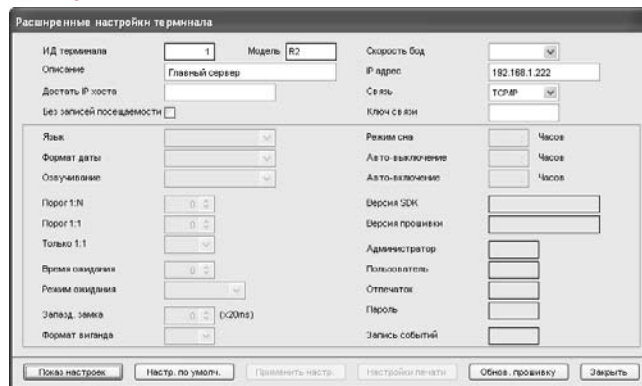 Расширенные настройки терминала
ИД терминала 1 Модель R2 Скорость бод
Описание Главный сервер IP адрес 192.168.1.222
Достать IP хоста Связь TCP/IP
Без записей посещаемости Ключ связи
Язык Режим сна Часов
Формат даты Авто-выключение Часов
Озвучивание Авто-включение Часов
Порог 1:N 0 Версия SDK
Порог 1:1 0 Версия прошивки
Только 1:1 Администратор
Время ожидания 0 Пользователь
Режим ожидания Отпечаток
Запазд. замка 0 (x20ms) Пароль
Формат виганда Запись событий
Показ настроек Настр. по умолч. Применить настр. Настройки печати Обнов. прошивку Закрыть